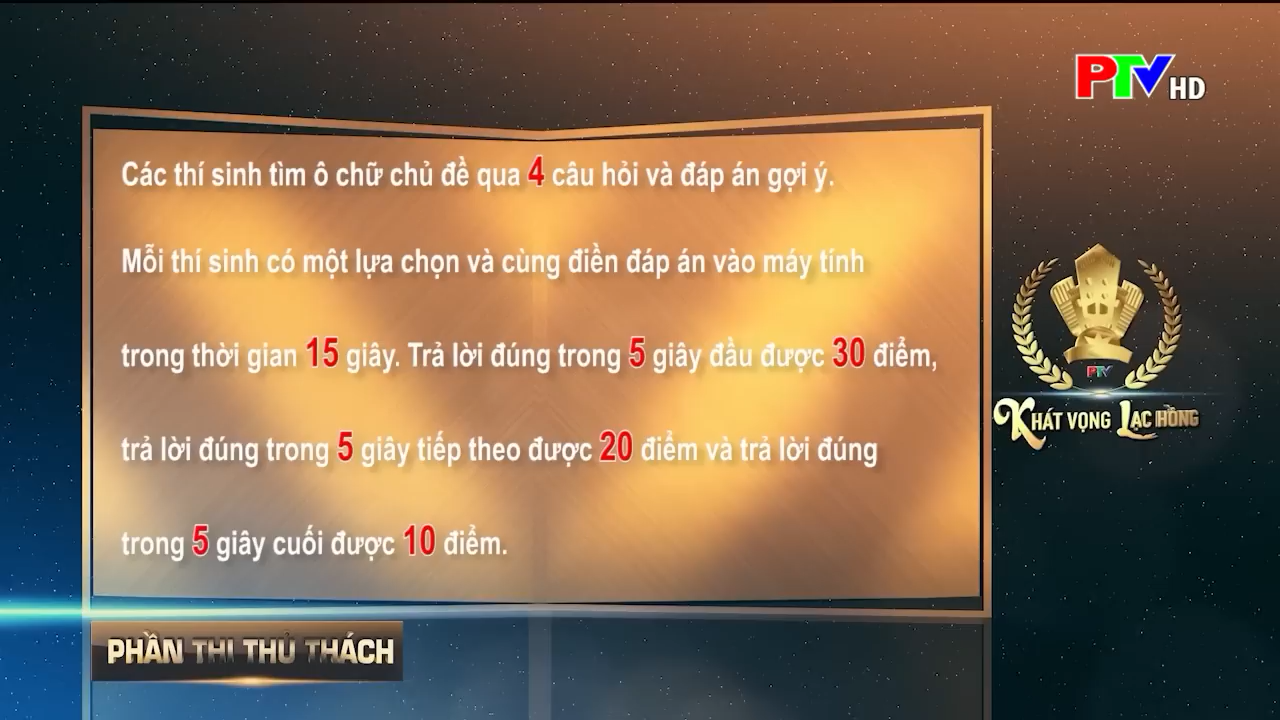 PTV HD
Các thí sinh tìm ô chữ chủ đề qua 4 câu hỏi và đáp án gợi ý.
Mỗi thí sinh có một lựa chọn và cùng điền đáp án vào máy tính
trong thời gian 15 giây. Trả lời đúng trong 5 giây đầu được 30 điểm,
trả lời đúng trong 5 giây tiếp theo được 20 điểm và trả lời đúng
trong 5 giây cuối được 10 điểm.
PTV
KHÁT VỌNG LẠC HỒNG
PHẦN THI THỬ THÁCH